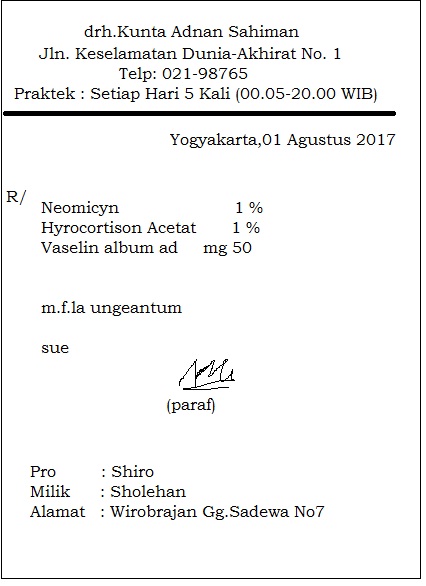 drh.Kunta Adnan Sahiman
Jln. Keselamatan Dunia-Akhirat No. 1
Telp: 021-98765
Praktek : Setiap Hari 5 Kali (00.05-20.00 WIB)
Yogyakarta,01 Agustus 2017
R/
Neomicyn 1 %
Hyrocortison Acetat 1 %
Vaselin album ad mg 50
m.f.la ungeantum
sue
(paraf)
Pro : Shiro
Milik : Sholehan
Alamat : Wirobrajan Gg.Sadewa No7